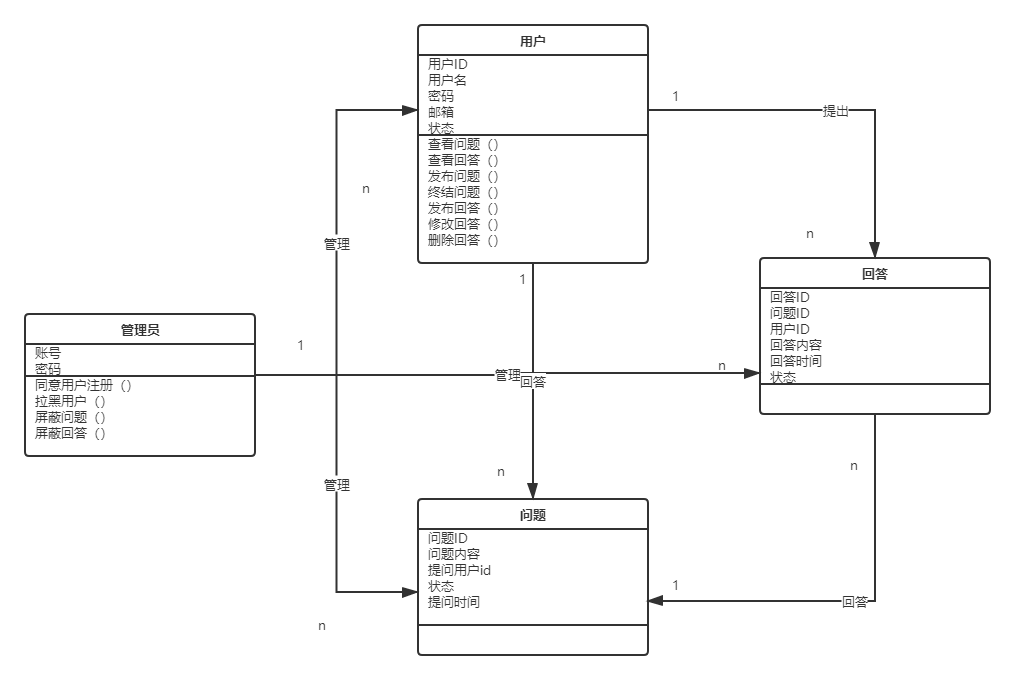 用户
用户ID
用户名
密码
邮箱
状态
查看问题（）
查看回答（）
发布问题（）
终结问题（）
发布回答（）
修改回答（）
删除回答（）
1
提出
n
n
管理
1
回答
回答ID
问题ID
用户ID
回答内容
回答时间
状态
管理员
账号
密码
同意用户注册（）
拉黑用户（）
屏蔽问题（）
屏蔽回答（）
1
管理
回答
n
n
n
管理
问题
问题ID
问题内容
提问用户id
状态
提问时间
1
回答
n